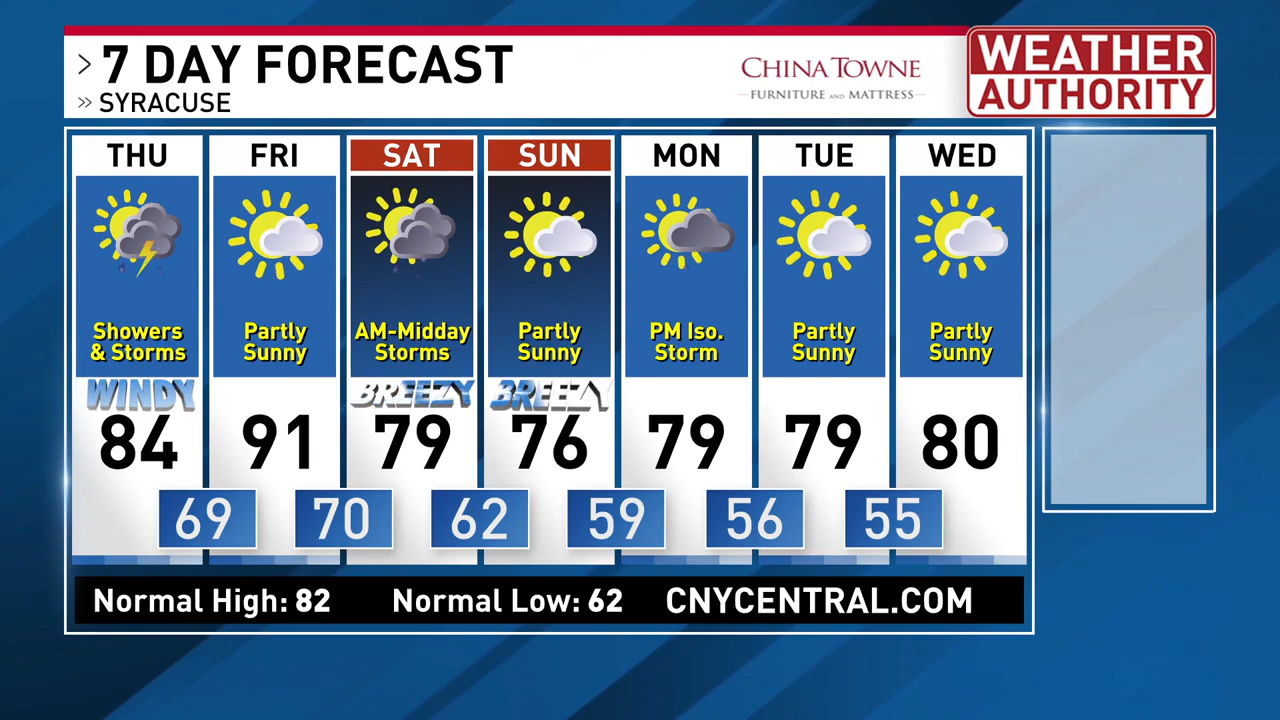 > 7 DAY FORECAST
>> SYRACUSE
CHINA TOWNE
FURNITURE AND MATTRESS
WEATHER
AUTHORITY
THU FRI SAT SUN MON TUE WED
Showers Partly AM-Midday Partly PM Iso. Partly Partly
& Storms Sunny Storms Sunny Storm Sunny Sunny
WINDY BREEZY BREEZY
84 91 79 76 79 79 80
69 70 62 59 56 55
Normal High: 82 Normal Low: 62 CNYCENTRAL.COM